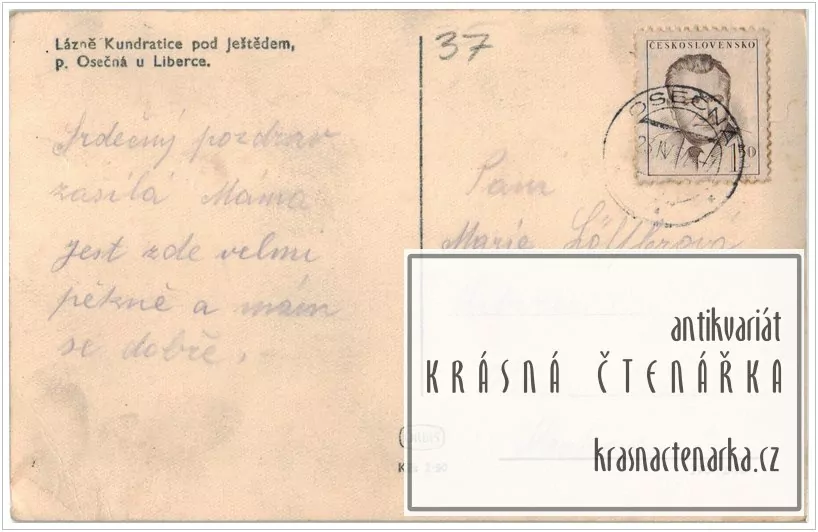 Lázně Kundratice pod Ještědem,
p. Osečná u Liberce.
37
ČESKOSLOVENSKO
OSEČNÁ
1.50
Srdečný pozdrav
zasílá Máma
Jest zde velmi
pěkně a mám
se dobře.
Paní
Marie
antikvariát
KRÁSNÁ ČTENÁŘKA
krasnactenarka.cz